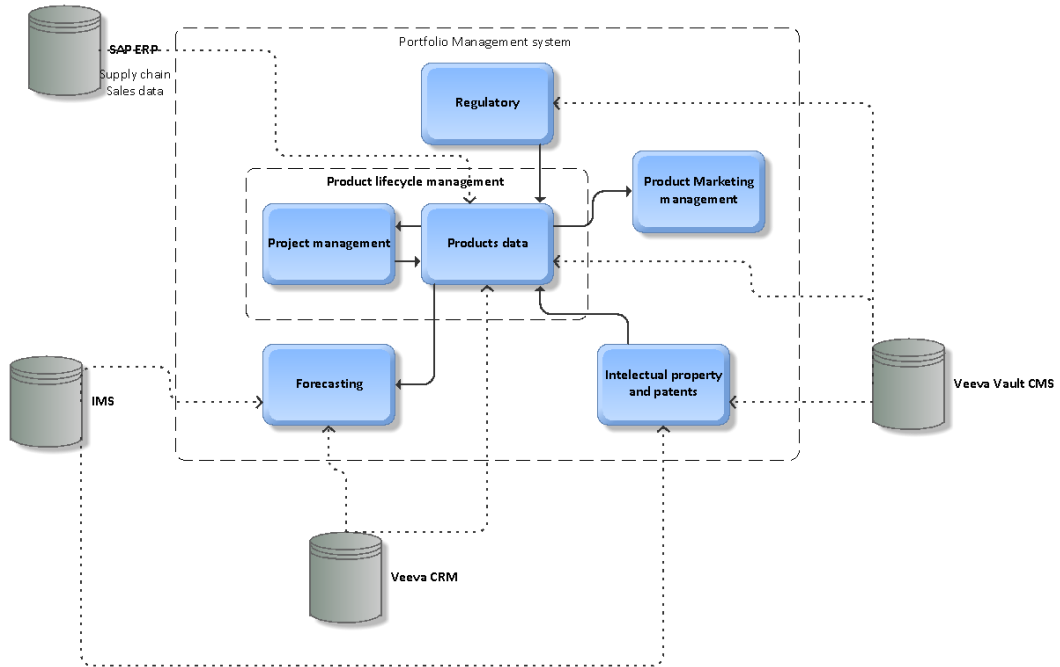 SAP ERP
Supply chain
Sales data
Portfolio Management system
Regulatory
Product Marketing
management
Product lifecycle management
Project management
Products data
Forecasting
Intelectual property
and patents
IMS
Veeva Vault CMS
Veeva CRM